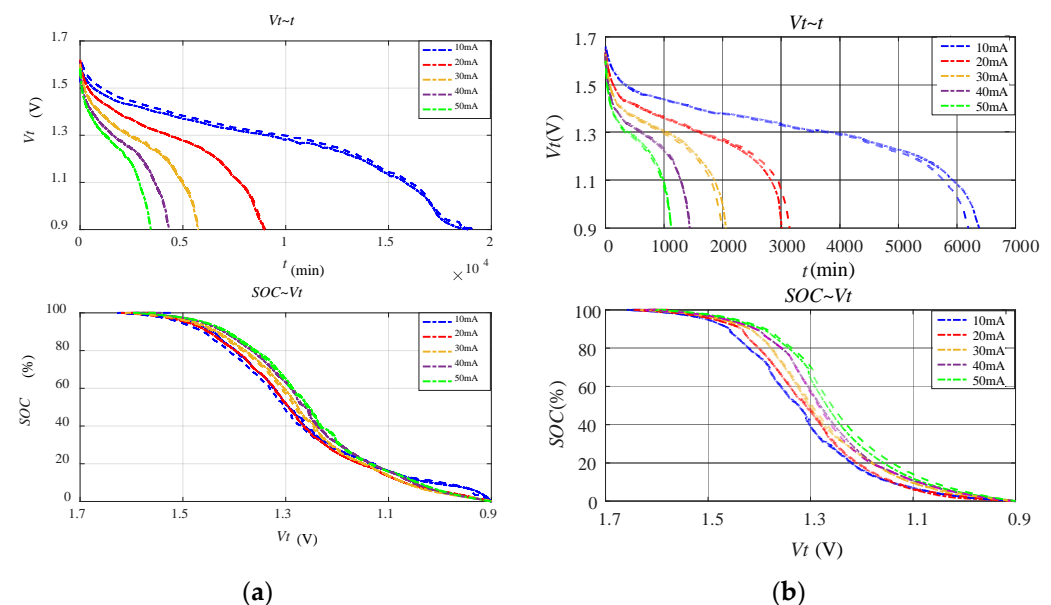 Vt~t
1.7
1.5
1.3
1.1
0.9
Vt (V)
10mA
20mA
30mA
40mA
50mA
0
0.5
1
1.5
2
t (min)
× 10 4
SOC~Vt
100
80
60
40
20
0
SOC (%)
10mA
20mA
30mA
40mA
50mA
1.7
1.5
1.3
1.1
0.9
Vt (V)
(a)
Vt~t
1.7
1.5
1.3
1.1
0.9
Vt(V)
10mA
20mA
30mA
40mA
50mA
0
1000
2000
3000
4000
5000
6000
7000
t (min)
SOC~Vt
100
80
60
40
20
0
SOC(%)
10mA
20mA
30mA
40mA
50mA
1.7
1.5
1.3
1.1
0.9
Vt (V)
(b)